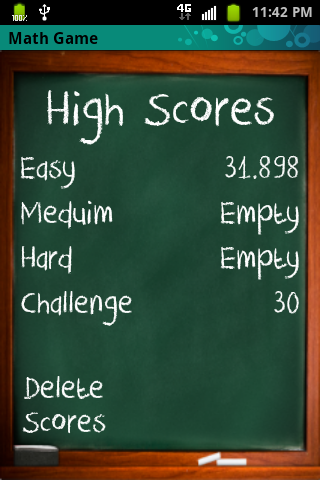 100% 4G 11:42 PM
Math Game
High Scores
Easy 31.898
Meduim Empty
Hard Empty
Challenge 30
Delete
Scores